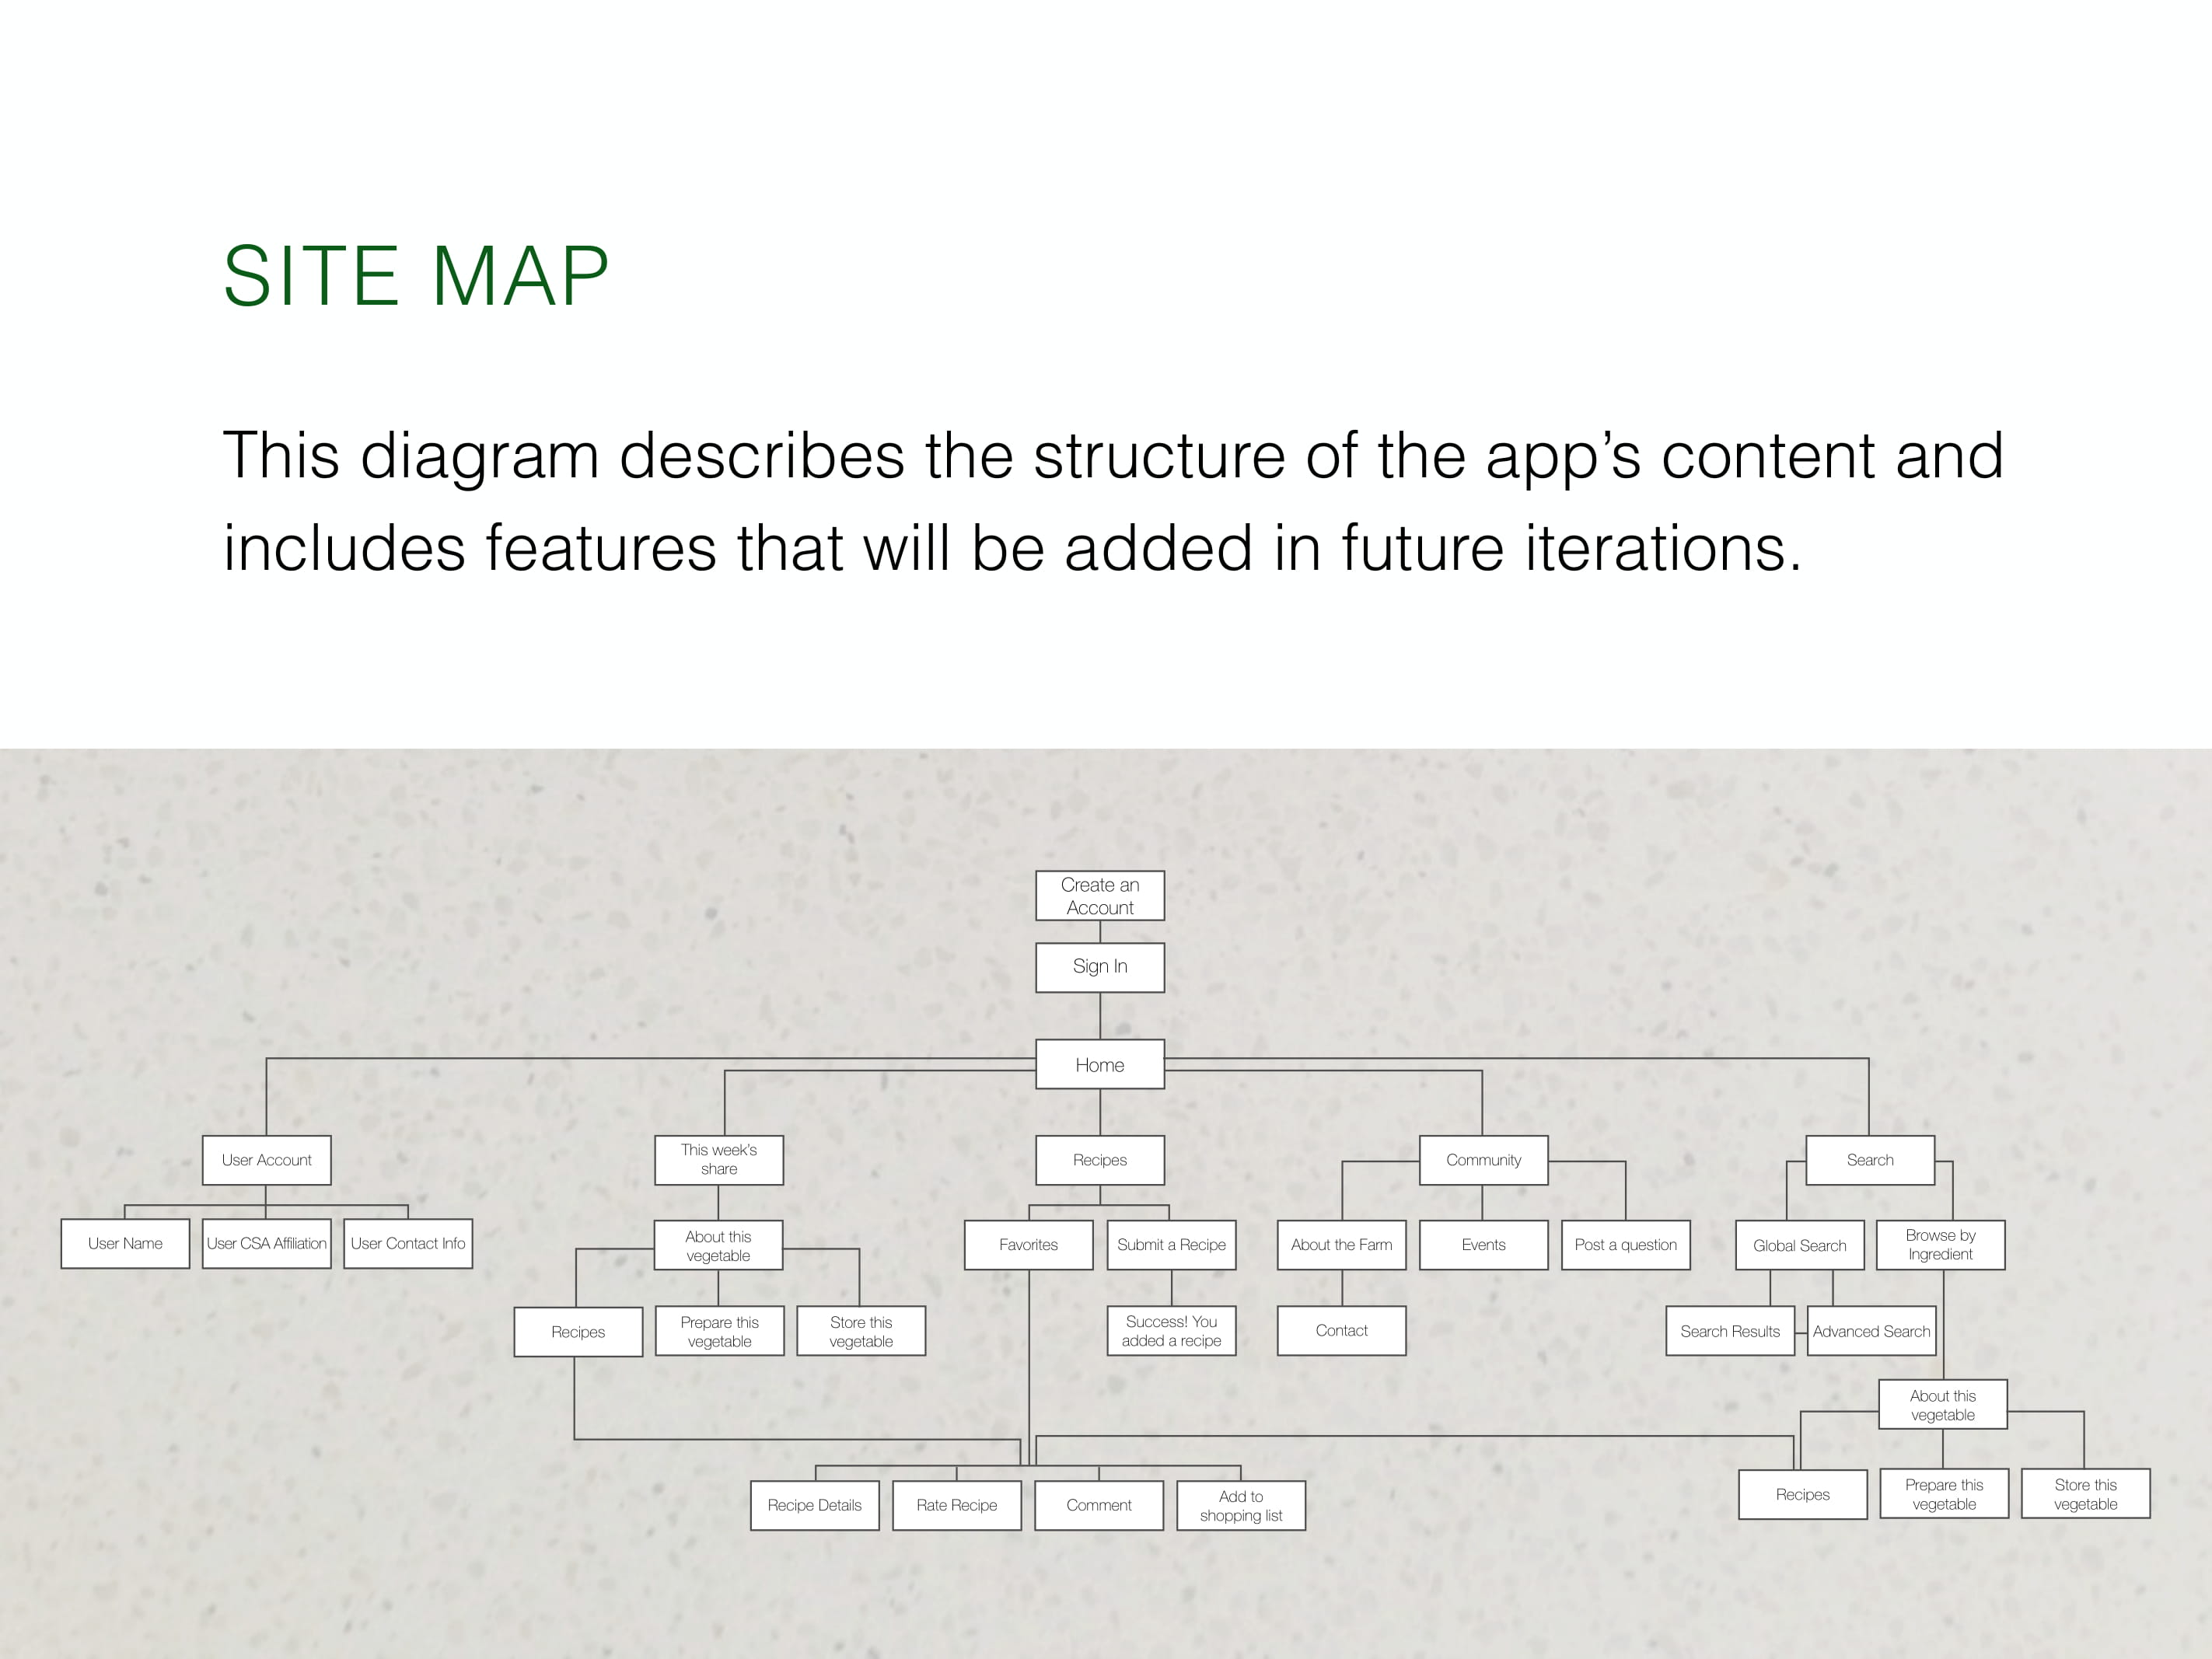 SITE MAP
This diagram describes the structure of the app’s content and
includes features that will be added in future iterations.
Create an
Account
Sign In
Home
User Account
This week’s
share
Recipes
Community
Search
User Name
User CSA Affiliation
User Contact Info
About this
vegetable
Favorites
Submit a Recipe
About the Farm
Events
Post a question
Global Search
Browse by
Ingredient
Recipes
Prepare this
vegetable
Store this
vegetable
Success! You
added a recipe
Contact
Search Results
Advanced Search
About this
vegetable
Recipe Details
Rate Recipe
Comment
Add to
shopping list
Recipes
Prepare this
vegetable
Store this
vegetable